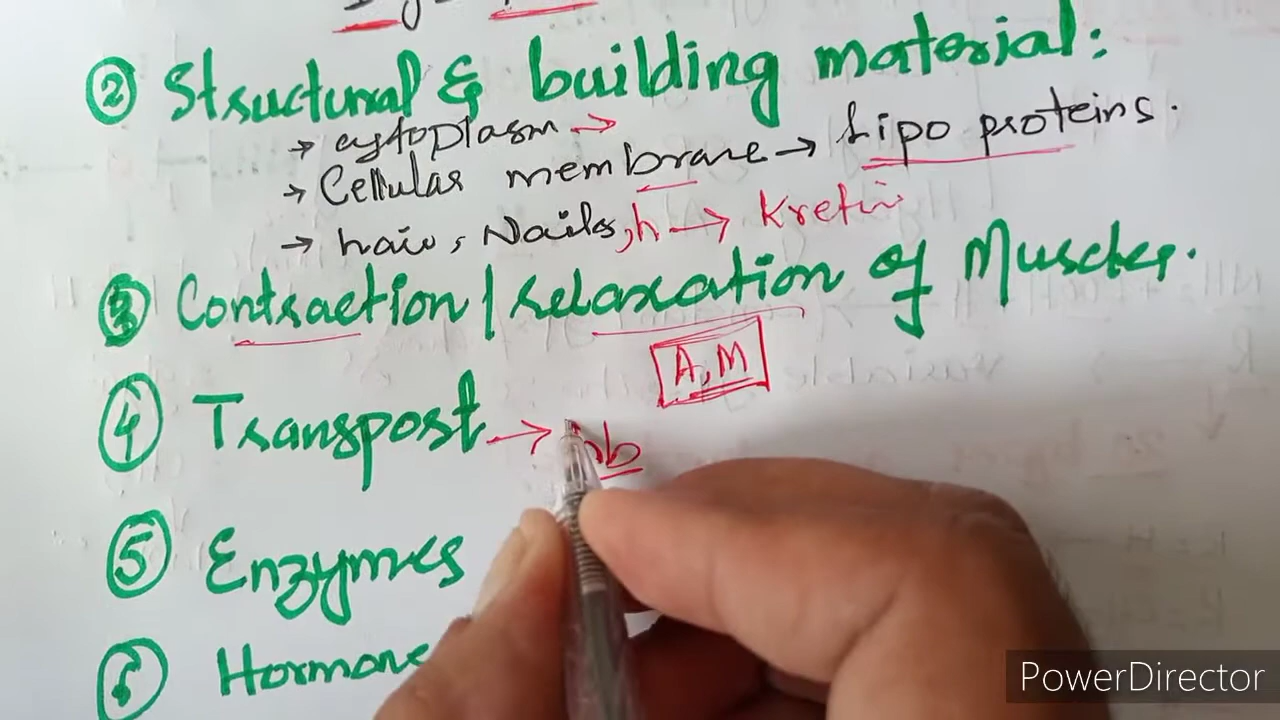 ② Structural & building material:
→ cytoplasm →
→ Cellular membrane → Lipo proteins.
→ hair, Nails, h → Kretin
③ Contraction / relaxation of Muscles.
A, M
④ Transport → Hb
⑤ Enzymes
⑥ Hormone
PowerDirector